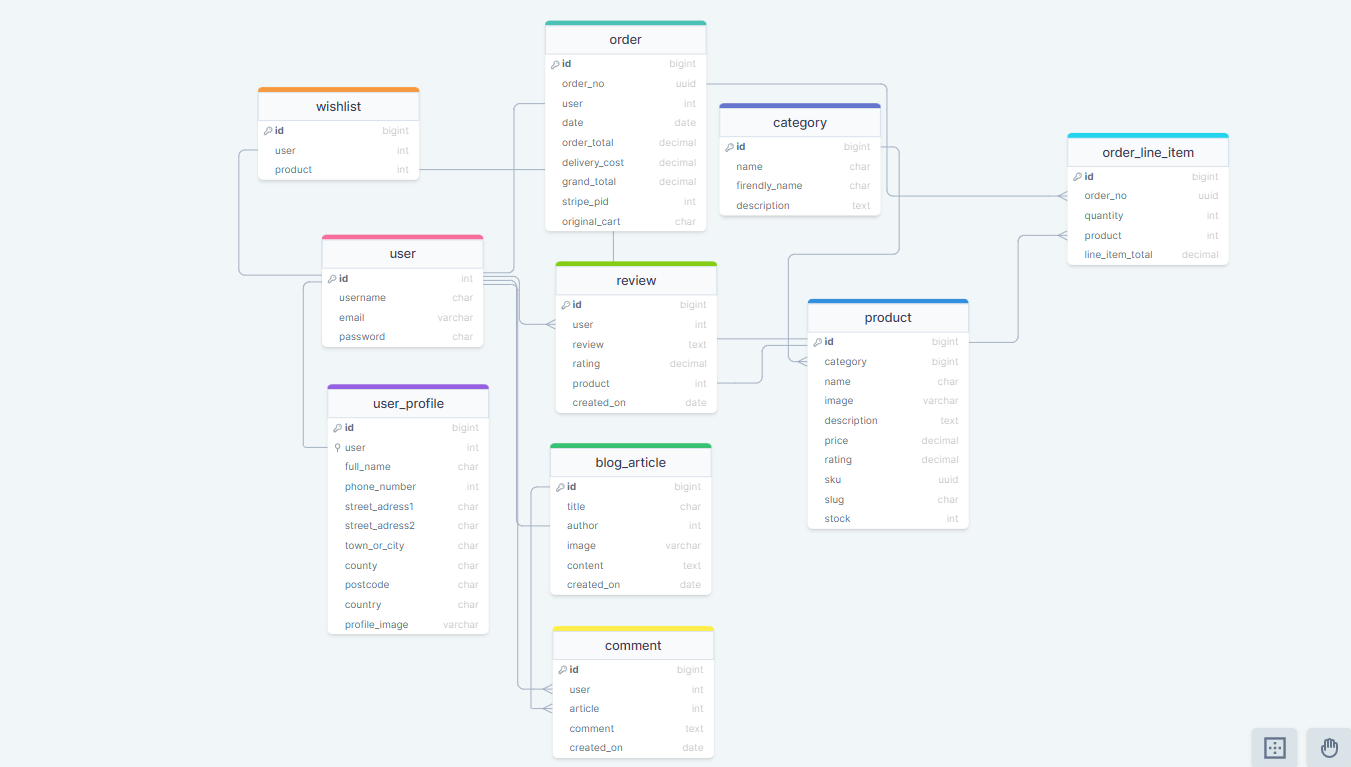 order
id bigint
order_no uuid
user int
date date
order_total decimal
delivery_cost decimal
grand_total decimal
stripe_pid int
original_cart char
wishlist
id bigint
user int
product int
category
id bigint
name char
firendly_name char
description text
order_line_item
id bigint
order_no uuid
quantity int
product int
line_item_total decimal
user
id int
username char
email varchar
password char
review
id bigint
user int
review text
rating decimal
product int
created_on date
product
id bigint
category bigint
name char
image varchar
description text
price decimal
rating decimal
sku uuid
slug char
stock int
user_profile
id bigint
user int
full_name char
phone_number int
street_adress1 char
street_adress2 char
town_or_city char
county char
postcode char
country char
profile_image varchar
blog_article
id bigint
title char
author int
image varchar
content text
created_on date
comment
id bigint
user int
article int
comment text
created_on date